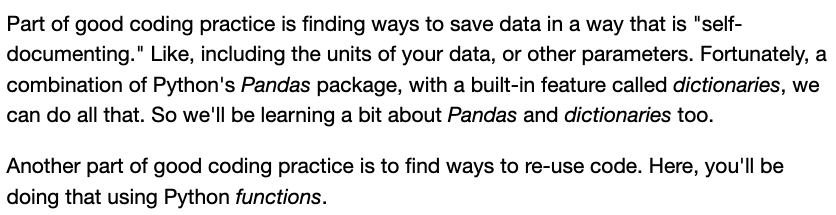 Part of good coding practice is finding ways to save data in a way that is "self-
documenting." Like, including the units of your data, or other parameters. Fortunately, a
combination of Python's Pandas package, with a built-in feature called dictionaries, we
can do all that. So we'll be learning a bit about Pandas and dictionaries too.
Another part of good coding practice is to find ways to re-use code. Here, you'll be
doing that using Python functions.